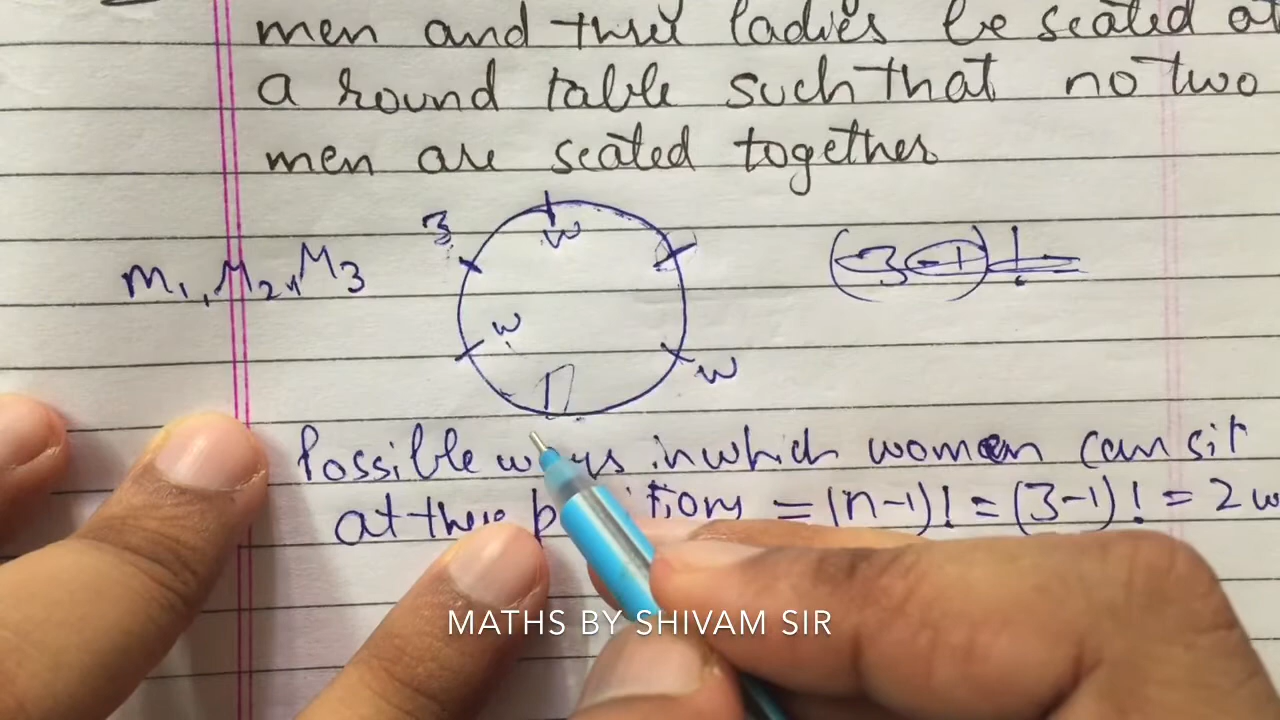 men and three ladies be seated at
a round table such that no two
men are seated together
3
W
M1, M2, M3
(3-1)!
W
W
Possible ways in which women can sit
at these positions = (n-1)! = (3-1)! = 2 w
MATHS BY SHIVAM SIR